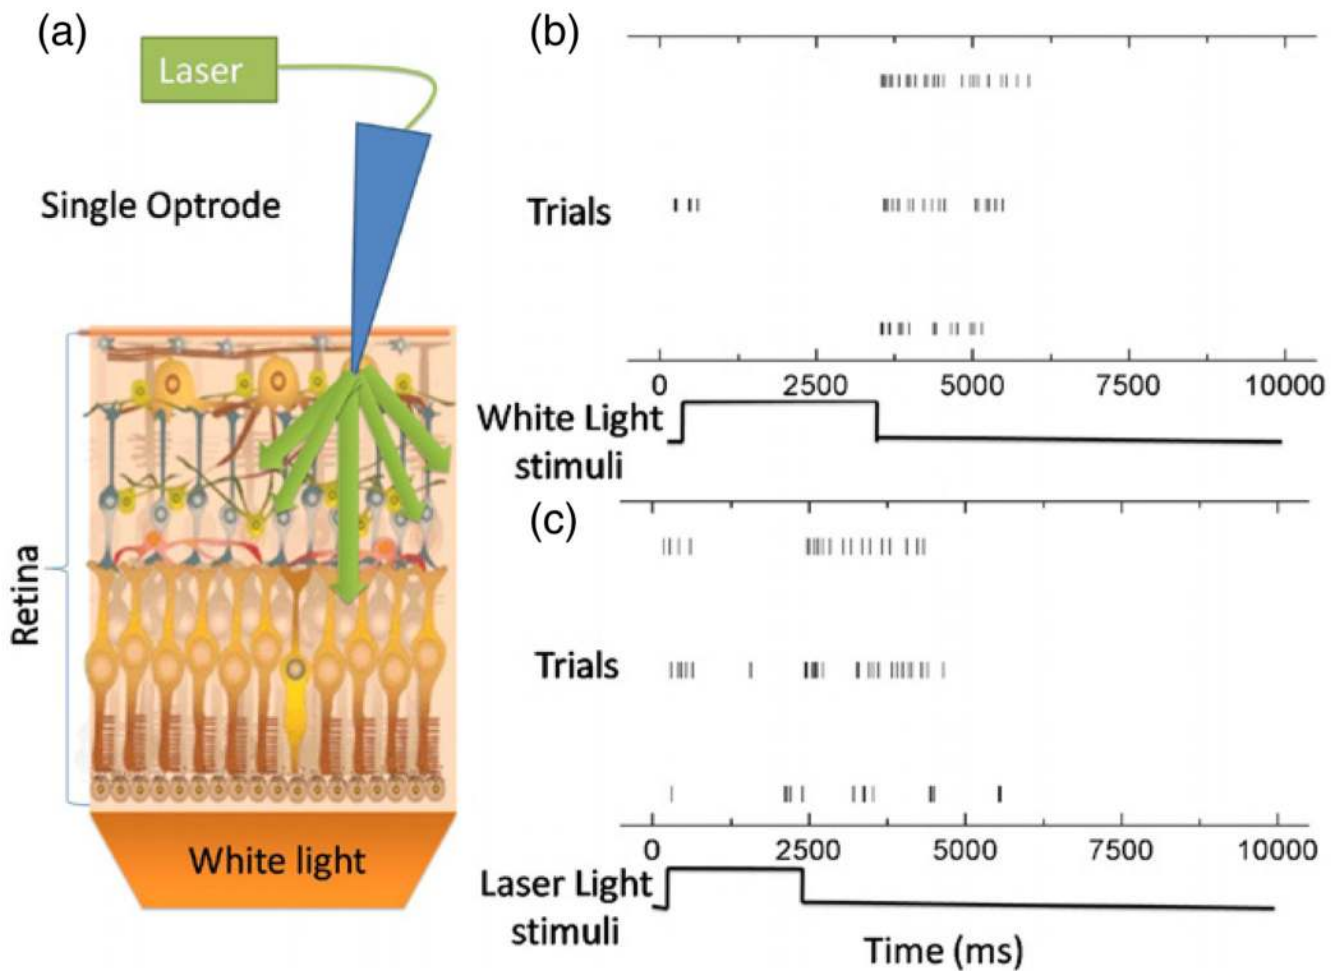 (a)
Laser
Single Optrode
Retina
White light
(b)
Trials
0 2500 5000 7500 10000
White Light
stimuli
(c)
Trials
0 2500 5000 7500 10000
Laser Light
stimuli
Time (ms)